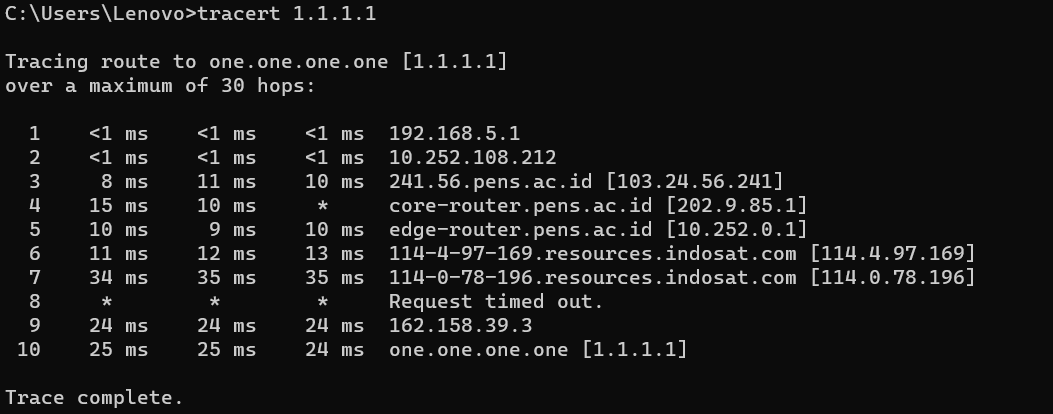 C:\Users\Lenovo>tracert 1.1.1.1
Tracing route to one.one.one.one [1.1.1.1]
over a maximum of 30 hops:
1 <1 ms <1 ms <1 ms 192.168.5.1
2 <1 ms <1 ms <1 ms 10.252.108.212
3 8 ms 11 ms 10 ms 241.56.pens.ac.id [103.24.56.241]
4 15 ms 10 ms * core-router.pens.ac.id [202.9.85.1]
5 10 ms 9 ms 10 ms edge-router.pens.ac.id [10.252.0.1]
6 11 ms 12 ms 13 ms 114-4-97-169.resources.indosat.com [114.4.97.169]
7 34 ms 35 ms 35 ms 114-0-78-196.resources.indosat.com [114.0.78.196]
8 * * * Request timed out.
9 24 ms 24 ms 24 ms 162.158.39.3
10 25 ms 25 ms 24 ms one.one.one.one [1.1.1.1]
Trace complete.